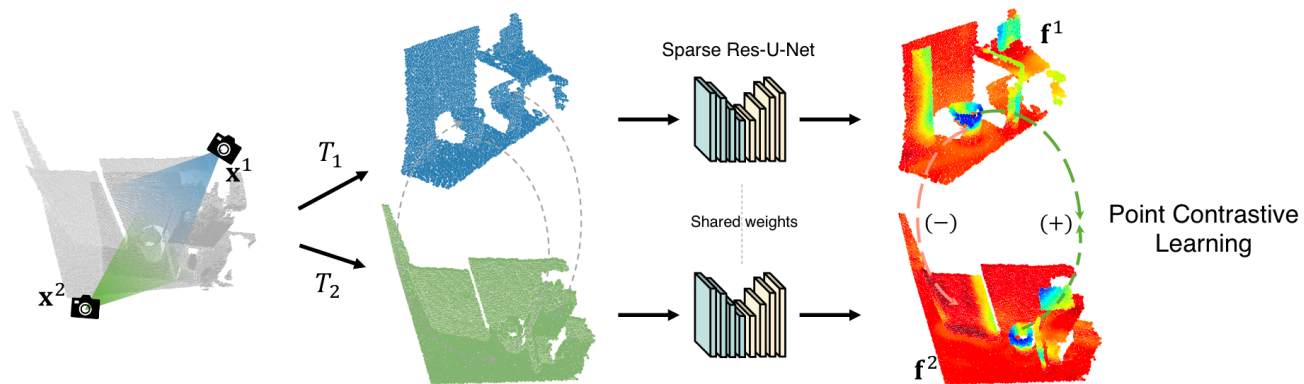 x¹
x²
T₁
T₂
Sparse Res-U-Net
Shared weights
f¹
(−)
(+)
f²
Point Contrastive
Learning